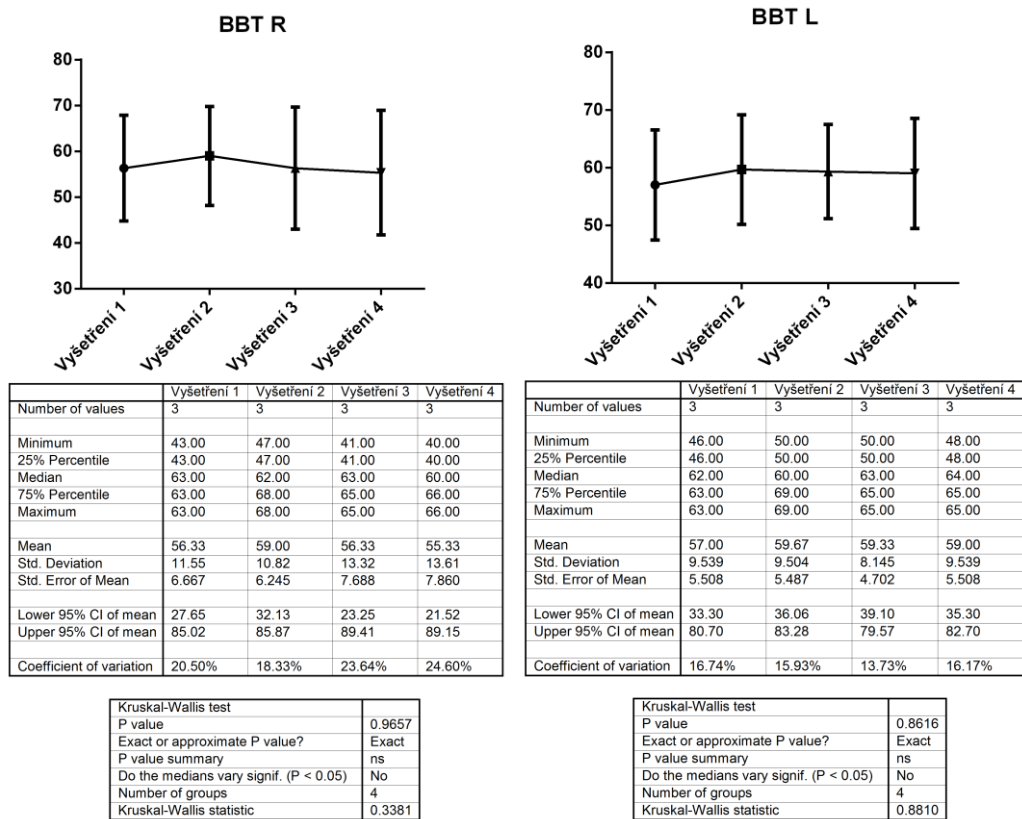 BBT R
80
70
60
50
40
30
Vyšetření 1
Vyšetření 2
Vyšetření 3
Vyšetření 4
Vyšetření 1 Vyšetření 2 Vyšetření 3 Vyšetření 4
Number of values 3 3 3 3
Minimum 43.00 47.00 41.00 40.00
25% Percentile 43.00 47.00 41.00 40.00
Median 63.00 62.00 63.00 60.00
75% Percentile 63.00 68.00 65.00 66.00
Maximum 63.00 68.00 65.00 66.00
Mean 56.33 59.00 56.33 55.33
Std. Deviation 11.55 10.82 13.32 13.61
Std. Error of Mean 6.667 6.245 7.688 7.860
Lower 95% CI of mean 27.65 32.13 23.25 21.52
Upper 95% CI of mean 85.02 85.87 89.41 89.15
Coefficient of variation 20.50% 18.33% 23.64% 24.60%
Kruskal-Wallis test
P value 0.9657
Exact or approximate P value? Exact
P value summary ns
Do the medians vary signif. (P < 0.05) No
Number of groups 4
Kruskal-Wallis statistic 0.3381
BBT L
80
70
60
50
40
Vyšetření 1
Vyšetření 2
Vyšetření 3
Vyšetření 4
Vyšetření 1 Vyšetření 2 Vyšetření 3 Vyšetření 4
Number of values 3 3 3 3
Minimum 46.00 50.00 50.00 48.00
25% Percentile 46.00 50.00 50.00 48.00
Median 62.00 60.00 63.00 64.00
75% Percentile 63.00 69.00 65.00 65.00
Maximum 63.00 69.00 65.00 65.00
Mean 57.00 59.67 59.33 59.00
Std. Deviation 9.539 9.504 8.145 9.539
Std. Error of Mean 5.508 5.487 4.702 5.508
Lower 95% CI of mean 33.30 36.06 39.10 35.30
Upper 95% CI of mean 80.70 83.28 79.57 82.70
Coefficient of variation 16.74% 15.93% 13.73% 16.17%
Kruskal-Wallis test
P value 0.8616
Exact or approximate P value? Exact
P value summary ns
Do the medians vary signif. (P < 0.05) No
Number of groups 4
Kruskal-Wallis statistic 0.8810